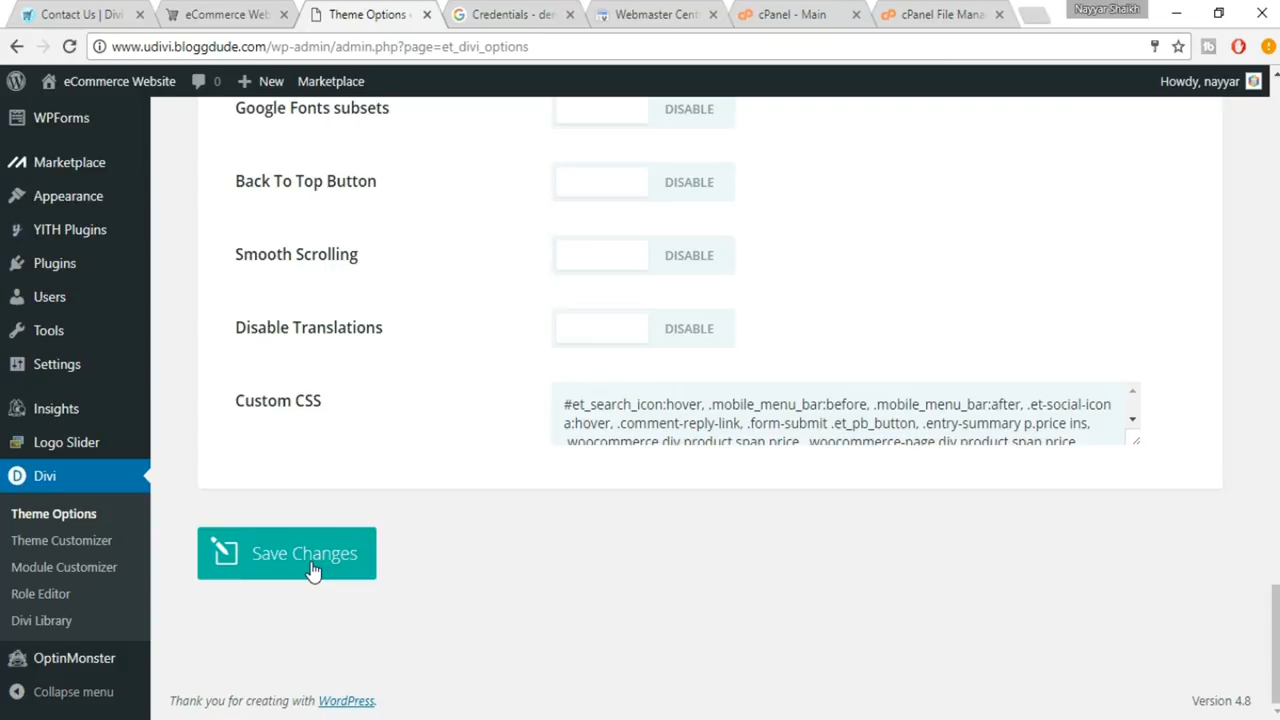 Contact Us | Divi
eCommerce Web
Theme Options
Credentials - der
Webmaster Cent
cPanel - Main
cPanel File Mana
Nayyar Shaikh
www.udivi.bloggdude.com/wp-admin/admin.php?page=et_divi_options
eCommerce Website
0
New
Marketplace
Howdy, nayyar
WPForms
Marketplace
Appearance
YITH Plugins
Plugins
Users
Tools
Settings
Insights
Logo Slider
Divi
Theme Options
Theme Customizer
Module Customizer
Role Editor
Divi Library
OptinMonster
Collapse menu
Google Fonts subsets
DISABLE
Back To Top Button
DISABLE
Smooth Scrolling
DISABLE
Disable Translations
DISABLE
Custom CSS
#et_search_icon:hover, .mobile_menu_bar:before, .mobile_menu_bar:after, .et-social-icon
a:hover, .comment-reply-link, .form-submit .et_pb_button, .entry-summary p.price ins,
.woocommerce div.product span.price, .woocommerce-page div.product span.price,
Save Changes
Thank you for creating with WordPress.
Version 4.8